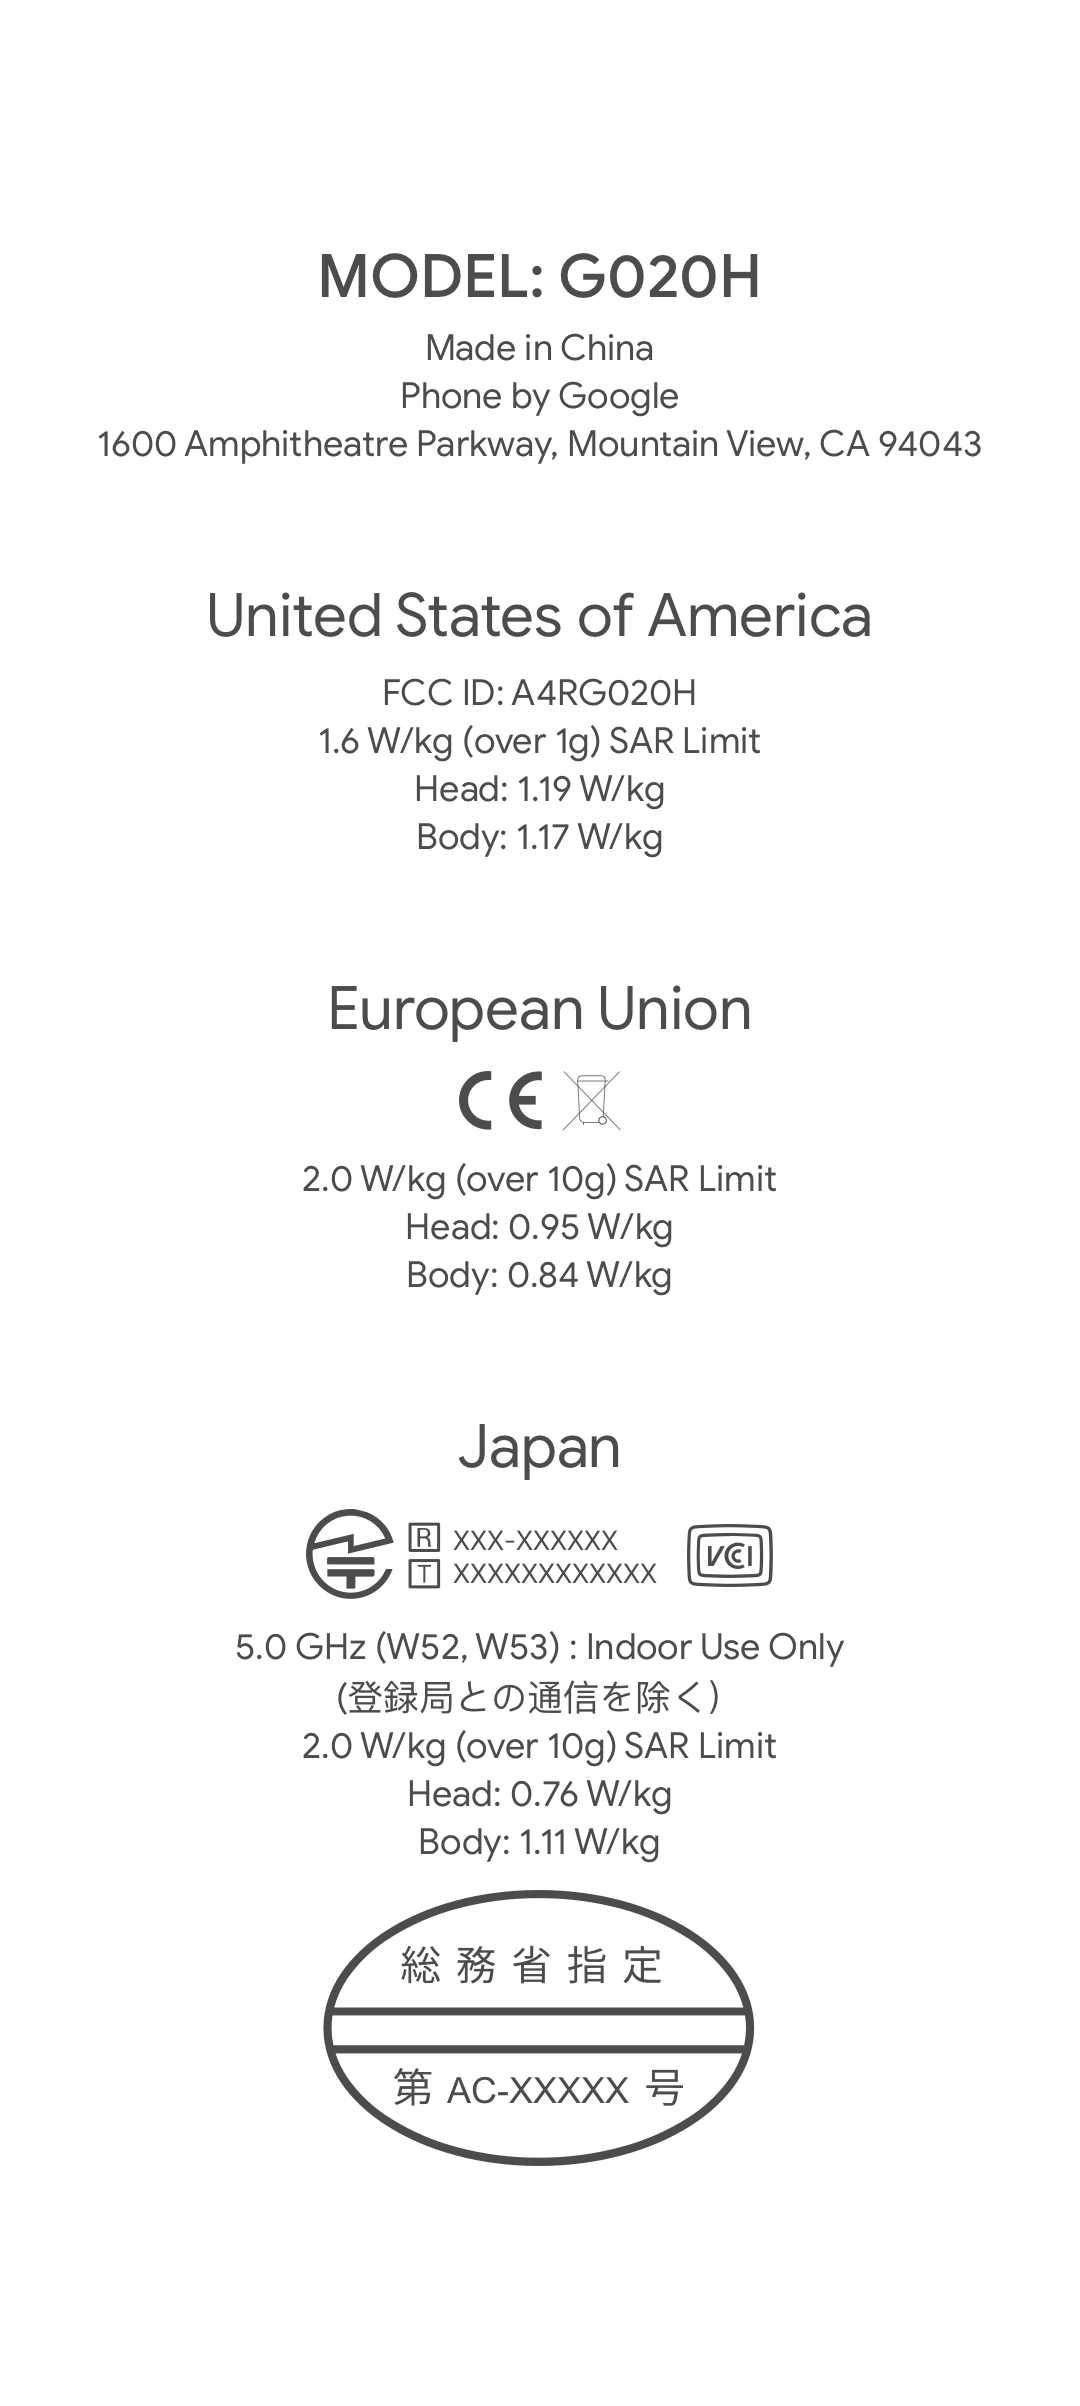 MODEL: G020H
Made in China
Phone by Google
1600 Amphitheatre Parkway, Mountain View, CA 94043
United States of America
FCC ID: A4RG020H
1.6 W/kg (over 1g) SAR Limit
Head: 1.19 W/kg
Body: 1.17 W/kg
European Union
CE
2.0 W/kg (over 10g) SAR Limit
Head: 0.95 W/kg
Body: 0.84 W/kg
Japan
R XXX-XXXXXX
T XXXXXXXXXXXX
VCCI
5.0 GHz (W52, W53) : Indoor Use Only
(登録局との通信を除く)
2.0 W/kg (over 10g) SAR Limit
Head: 0.76 W/kg
Body: 1.11 W/kg
総務省指定
第 AC-XXXXX 号